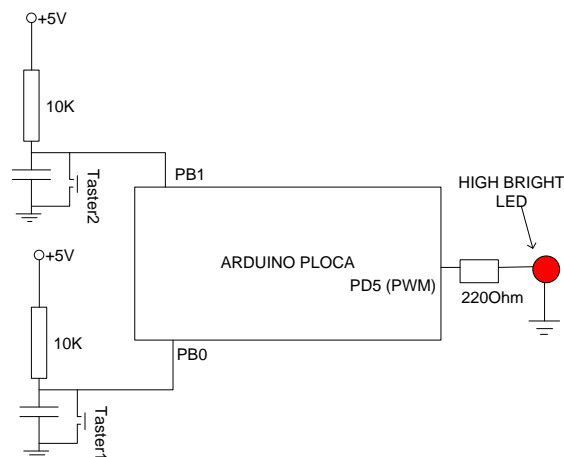 +5V
10K
PB1
Taster2
HIGH BRIGHT
LED
+5V
ARDUINO PLOCA
PD5 (PWM)
220Ohm
10K
PB0
Taster1